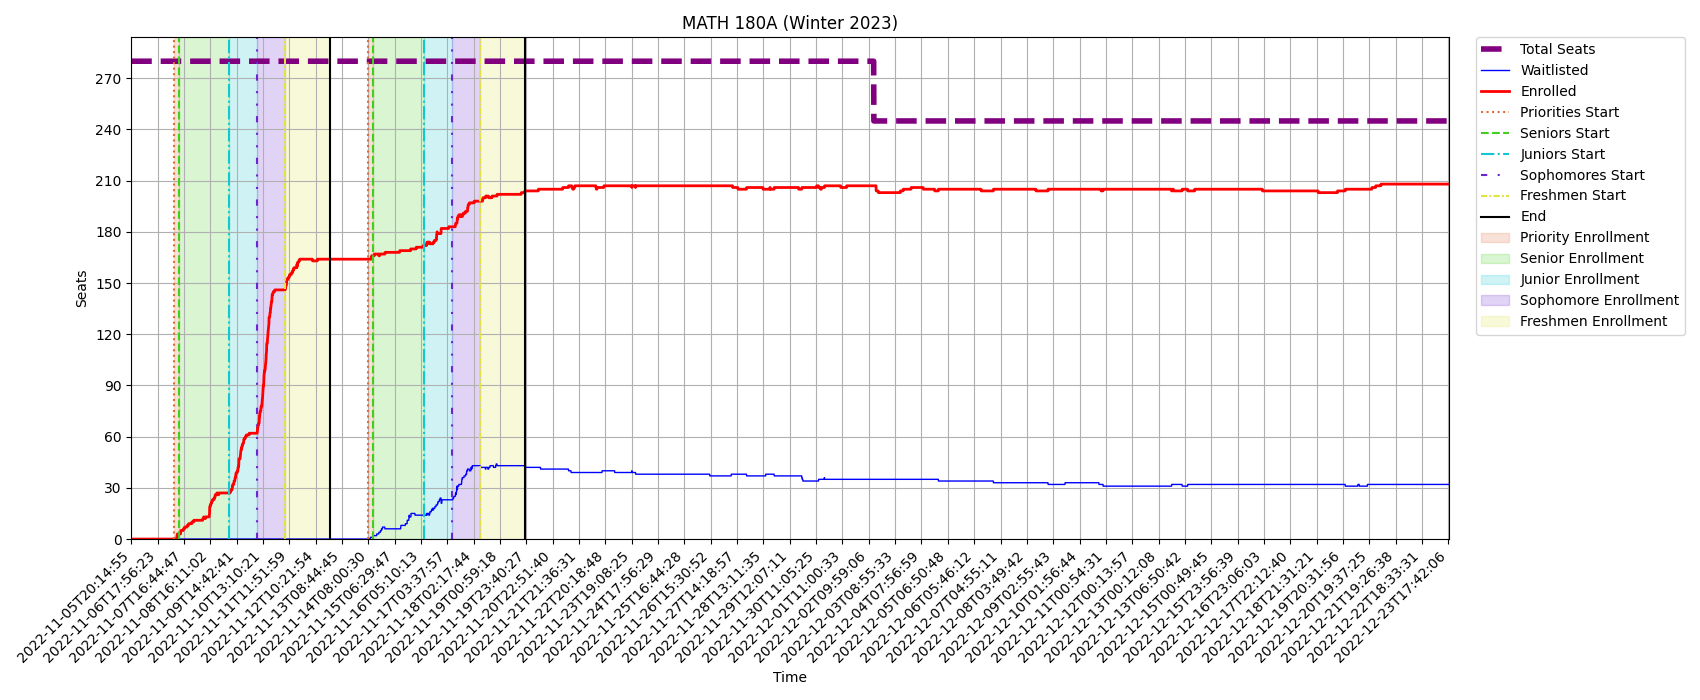 MATH 180A (Winter 2023)
270
240
210
180
150
120
90
60
30
0
Seats
2022-11-05T20:14:55
2022-11-06T17:56:23
2022-11-07T16:44:47
2022-11-08T16:11:02
2022-11-09T14:42:41
2022-11-10T13:10:21
2022-11-11T11:51:59
2022-11-12T10:21:54
2022-11-13T08:44:45
2022-11-14T08:00:30
2022-11-15T06:29:47
2022-11-16T05:10:13
2022-11-17T03:37:57
2022-11-18T02:17:44
2022-11-19T00:59:18
2022-11-19T23:40:27
2022-11-20T22:51:40
2022-11-21T21:36:31
2022-11-22T20:18:48
2022-11-23T19:08:25
2022-11-24T17:56:29
2022-11-25T16:44:28
2022-11-26T15:30:52
2022-11-27T14:18:57
2022-11-28T13:11:35
2022-11-29T12:07:11
2022-11-30T11:05:25
2022-12-01T11:00:33
2022-12-02T09:59:06
2022-12-03T08:55:33
2022-12-04T07:56:59
2022-12-05T06:50:48
2022-12-06T05:46:12
2022-12-07T04:55:11
2022-12-08T03:49:42
2022-12-09T02:55:43
2022-12-10T01:56:44
2022-12-11T00:54:31
2022-12-12T00:13:57
2022-12-13T00:12:08
2022-12-13T06:50:42
2022-12-15T00:49:45
2022-12-15T23:56:39
2022-12-16T23:06:03
2022-12-17T22:12:40
2022-12-18T21:31:21
2022-12-19T20:31:56
2022-12-20T19:37:25
2022-12-21T19:26:38
2022-12-22T18:33:31
2022-12-23T17:42:06
Time
Total Seats
Waitlisted
Enrolled
Priorities Start
Seniors Start
Juniors Start
Sophomores Start
Freshmen Start
End
Priority Enrollment
Senior Enrollment
Junior Enrollment
Sophomore Enrollment
Freshmen Enrollment